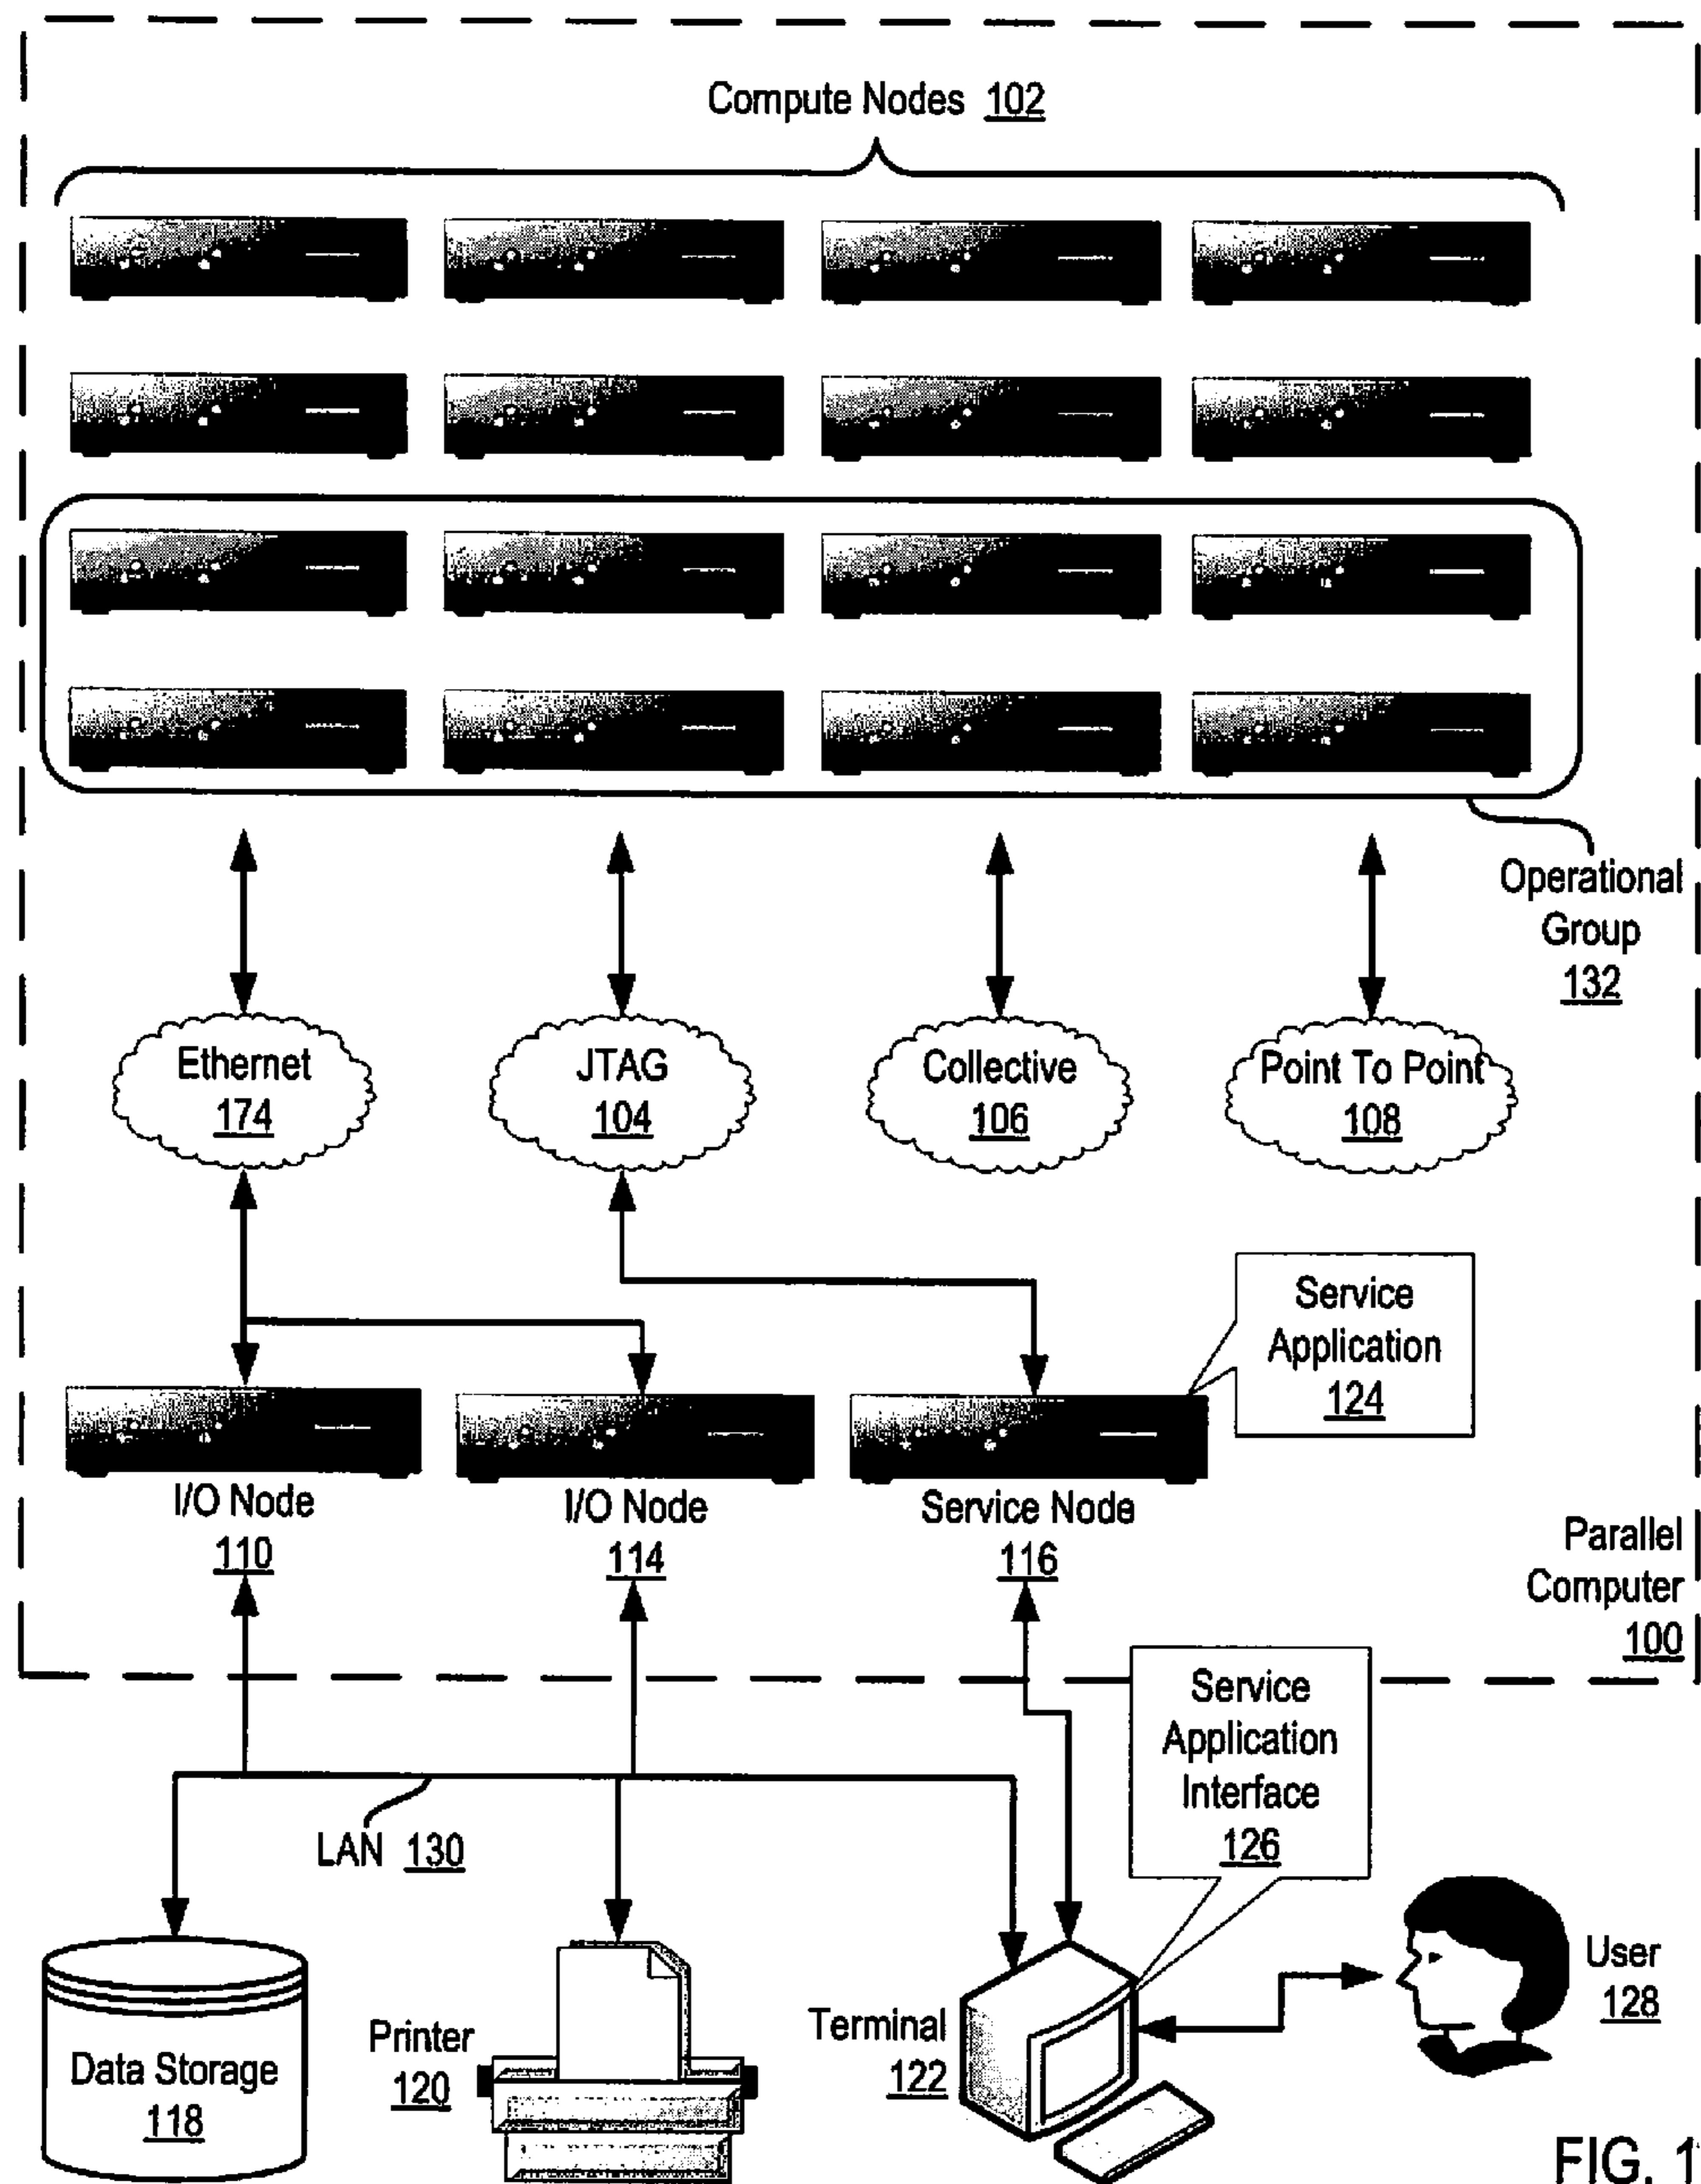 Compute Nodes 102
Operational
Group
132
Ethernet
174
JTAG
104
Collective
106
Point To Point
108
Service
Application
124
I/O Node
110
I/O Node
114
Service Node
116
Parallel
Computer
100
Service
Application
Interface
126
LAN 130
Data Storage
118
Printer
120
Terminal
122
User
128
FIG. 1